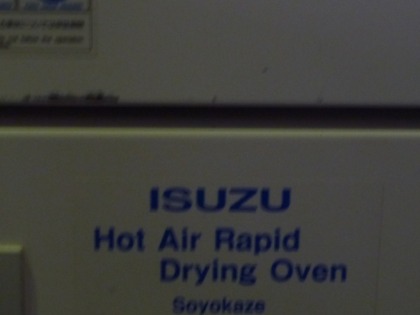 ISUZU
Hot Air Rapid
Drying Oven
Soyokaze